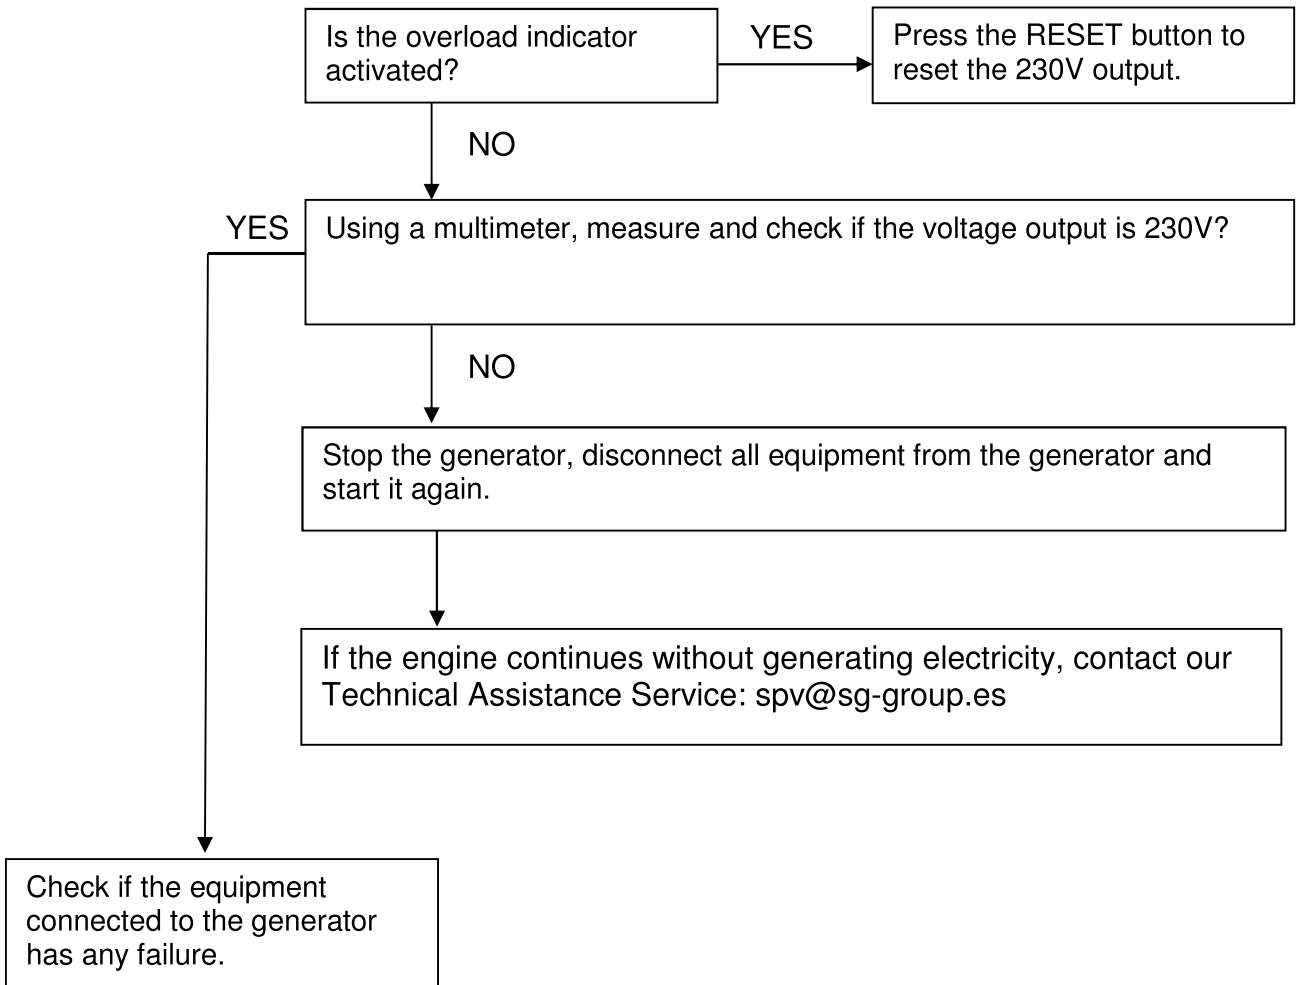 Is the overload indicator
activated?
YES
Press the RESET button to
reset the 230V output.
NO
YES
Using a multimeter, measure and check if the voltage output is 230V?
NO
Stop the generator, disconnect all equipment from the generator and
start it again.
If the engine continues without generating electricity, contact our
Technical Assistance Service: spv@sg-group.es
Check if the equipment
connected to the generator
has any failure.